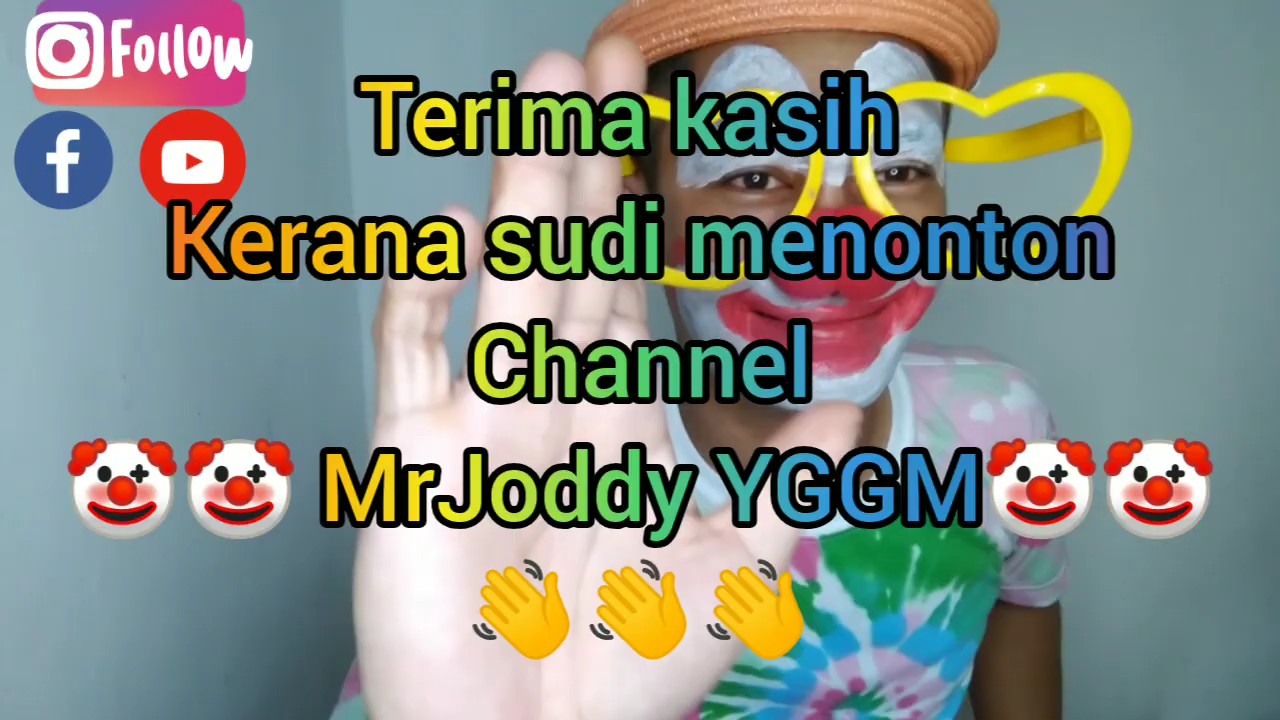 Follow
Terima kasih
Kerana sudi menonton
Channel
MrJoddy YGGM